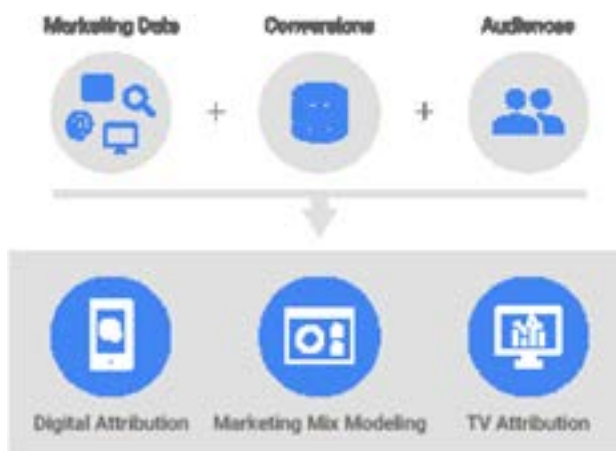 Marketing Data
Conversions
Audiences
+
+
Digital Attribution
Marketing Mix Modeling
TV Attribution